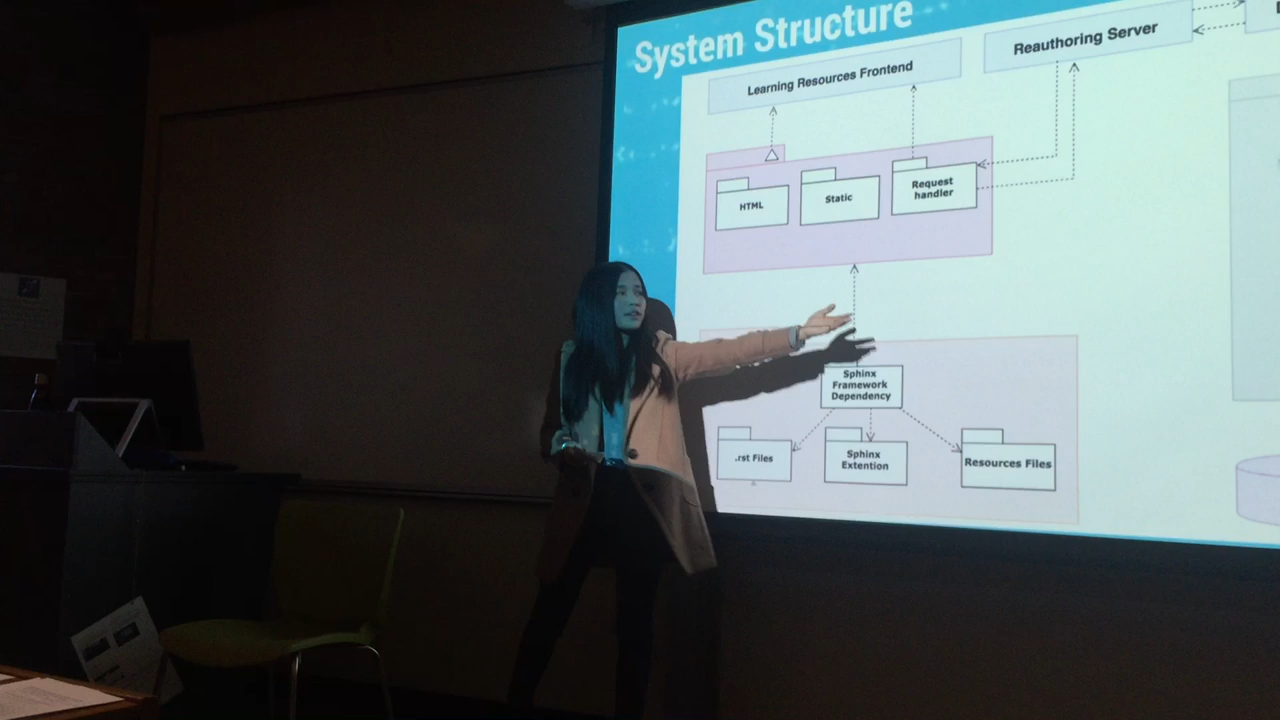 System Structure
Learning Resources Frontend
Reauthoring Server
HTML
Static
Request
handler
Sphinx
Framework
Dependency
.rst Files
Sphinx
Extention
Resources Files